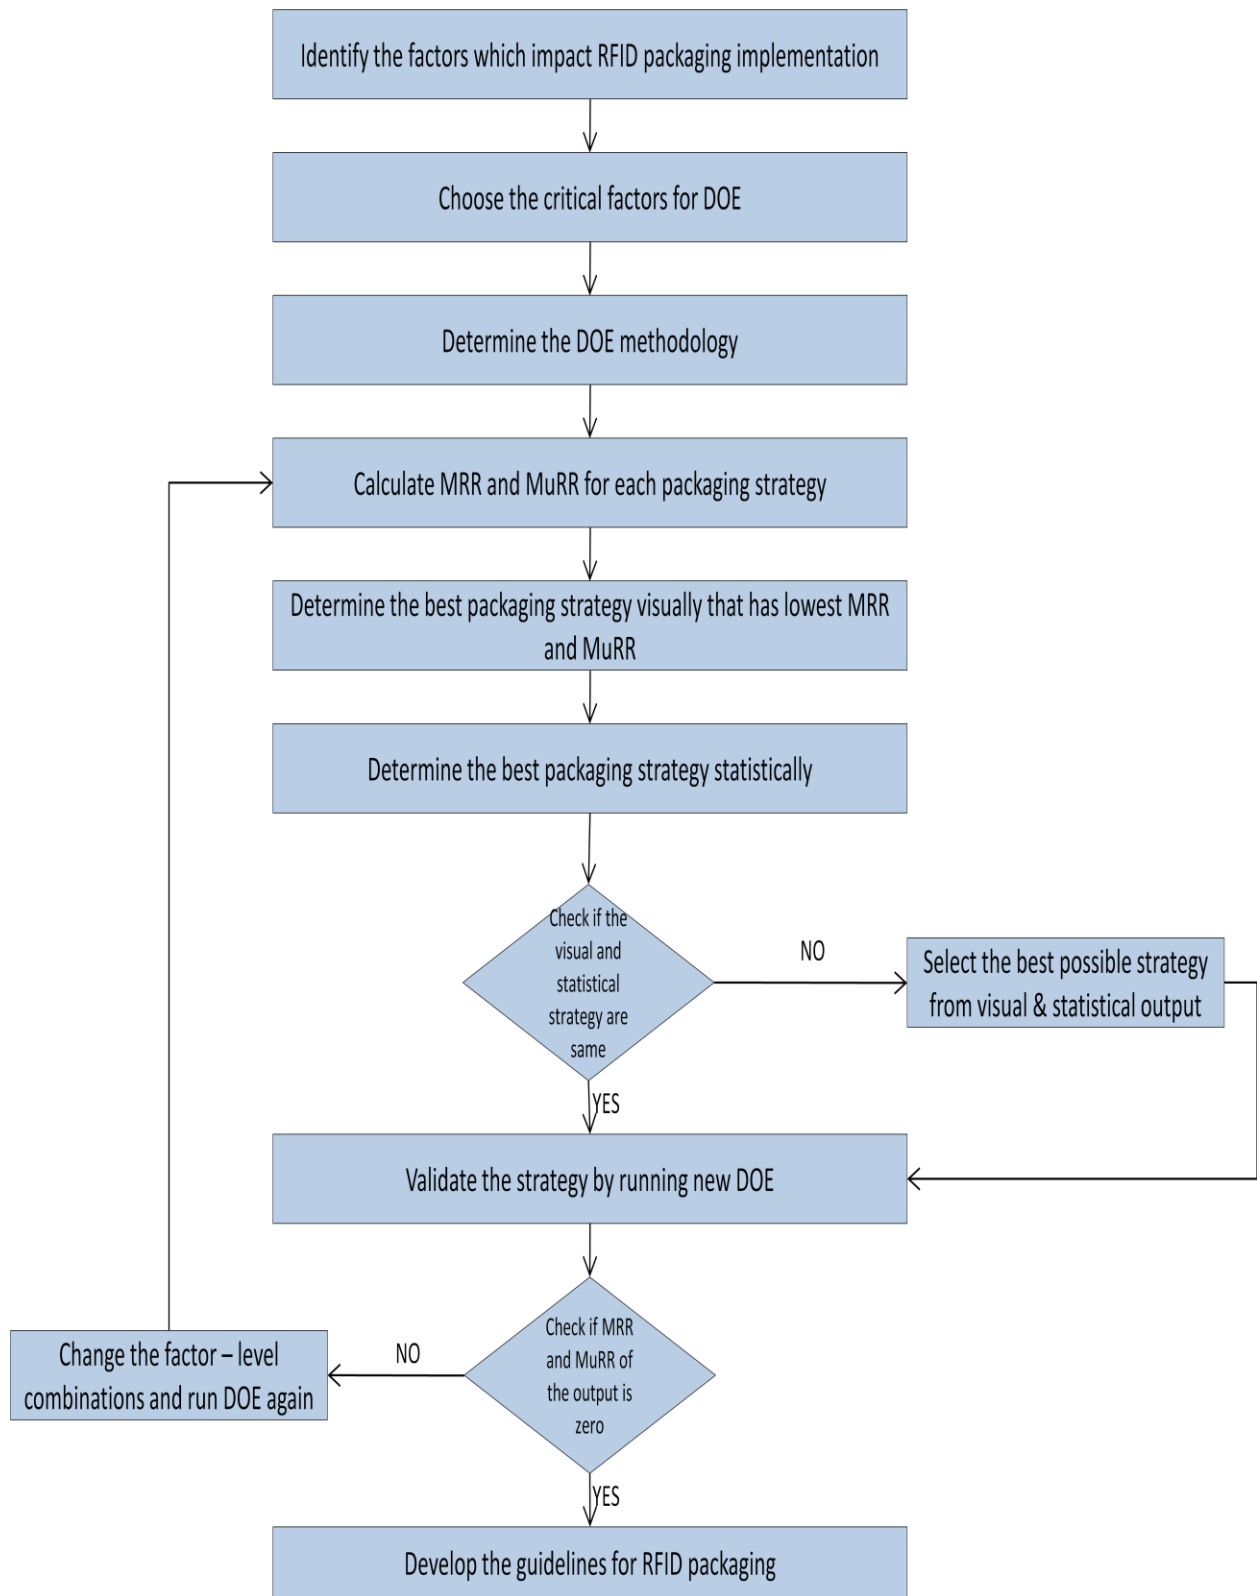 Identify the factors which impact RFID packaging implementation
Choose the critical factors for DOE
Determine the DOE methodology
Calculate MRR and MuRR for each packaging strategy
Determine the best packaging strategy visually that has lowest MRR
and MuRR
Determine the best packaging strategy statistically
Check if the
visual and
statistical
strategy are
same
NO
Select the best possible strategy
from visual & statistical output
YES
Validate the strategy by running new DOE
Check if MRR
and MuRR of
the output is
zero
NO
Change the factor – level
combinations and run DOE again
YES
Develop the guidelines for RFID packaging